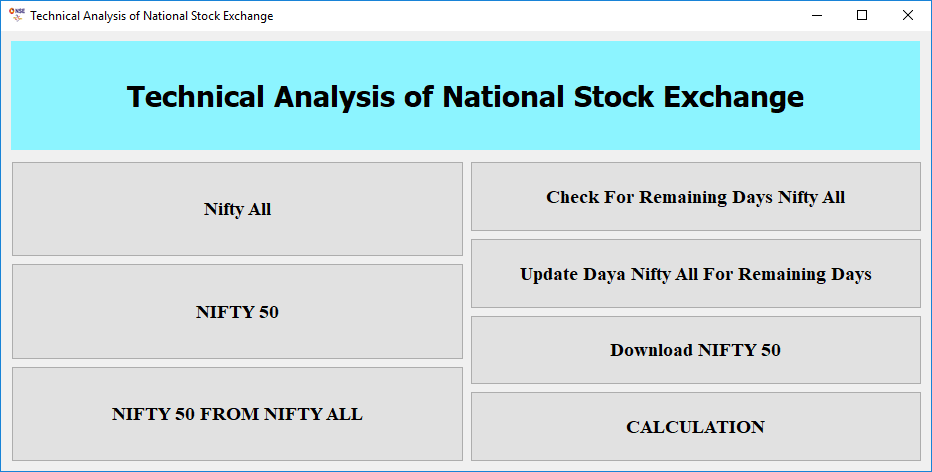 NSE
Technical Analysis of National Stock Exchange
Technical Analysis of National Stock Exchange
Nifty All
NIFTY 50
NIFTY 50 FROM NIFTY ALL
Check For Remaining Days Nifty All
Update Daya Nifty All For Remaining Days
Download NIFTY 50
CALCULATION